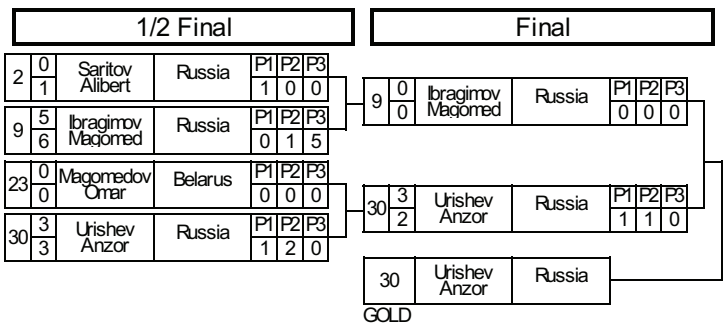 1/2 Final
Final
2 0 1 Saritov Alibert Russia P1 P2 P3 1 0 0
9 5 6 Ibragimov Magomed Russia P1 P2 P3 0 1 5
23 0 0 Magomedov Omar Belarus P1 P2 P3 0 0 0
30 3 3 Urishev Anzor Russia P1 P2 P3 1 2 0
9 0 0 Ibragimov Magomed Russia P1 P2 P3 0 0 0
30 3 2 Urishev Anzor Russia P1 P2 P3 1 1 0
30 Urishev Anzor Russia
GOLD